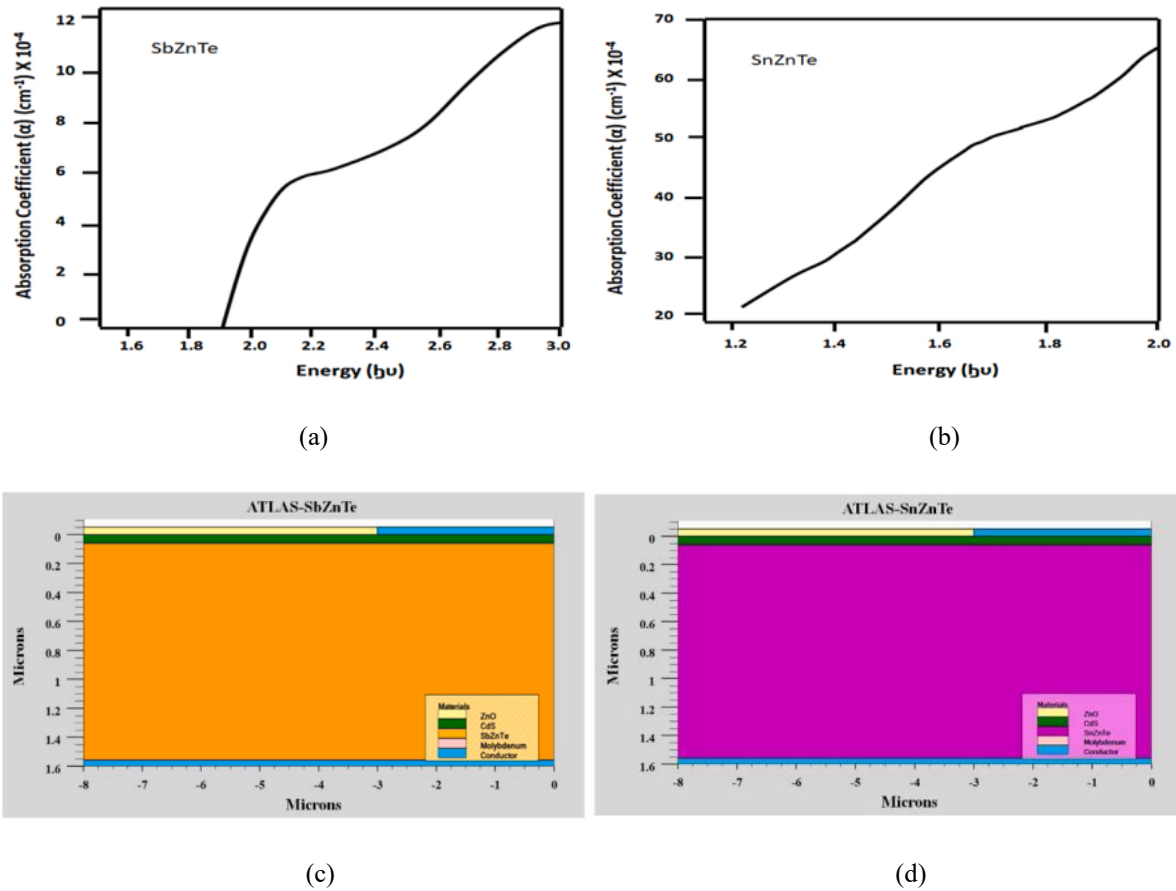 12
10
8
6
4
2
0
SbZnTe
Absorption Coefficient (α) (cm⁻¹) X 10⁻⁴
1.6 1.8 2.0 2.2 2.4 2.6 2.8 3.0
Energy (ђυ)
(a)
70
60
50
40
30
20
SnZnTe
Absorption Coefficient (α) (cm⁻¹) X 10⁻⁴
1.2 1.4 1.6 1.8 2.0
Energy (ђυ)
(b)
ATLAS-SbZnTe
0
0.2
0.4
0.6
0.8
1
1.2
1.4
1.6
Microns
Materials
ZnO
CdS
SbZnTe
Molybdenum
Conductor
-8 -7 -6 -5 -4 -3 -2 -1 0
Microns
(c)
ATLAS-SnZnTe
0
0.2
0.4
0.6
0.8
1
1.2
1.4
1.6
Microns
Materials
ZnO
CdS
SnZnTe
Molybdenum
Conductor
-8 -7 -6 -5 -4 -3 -2 -1 0
Microns
(d)